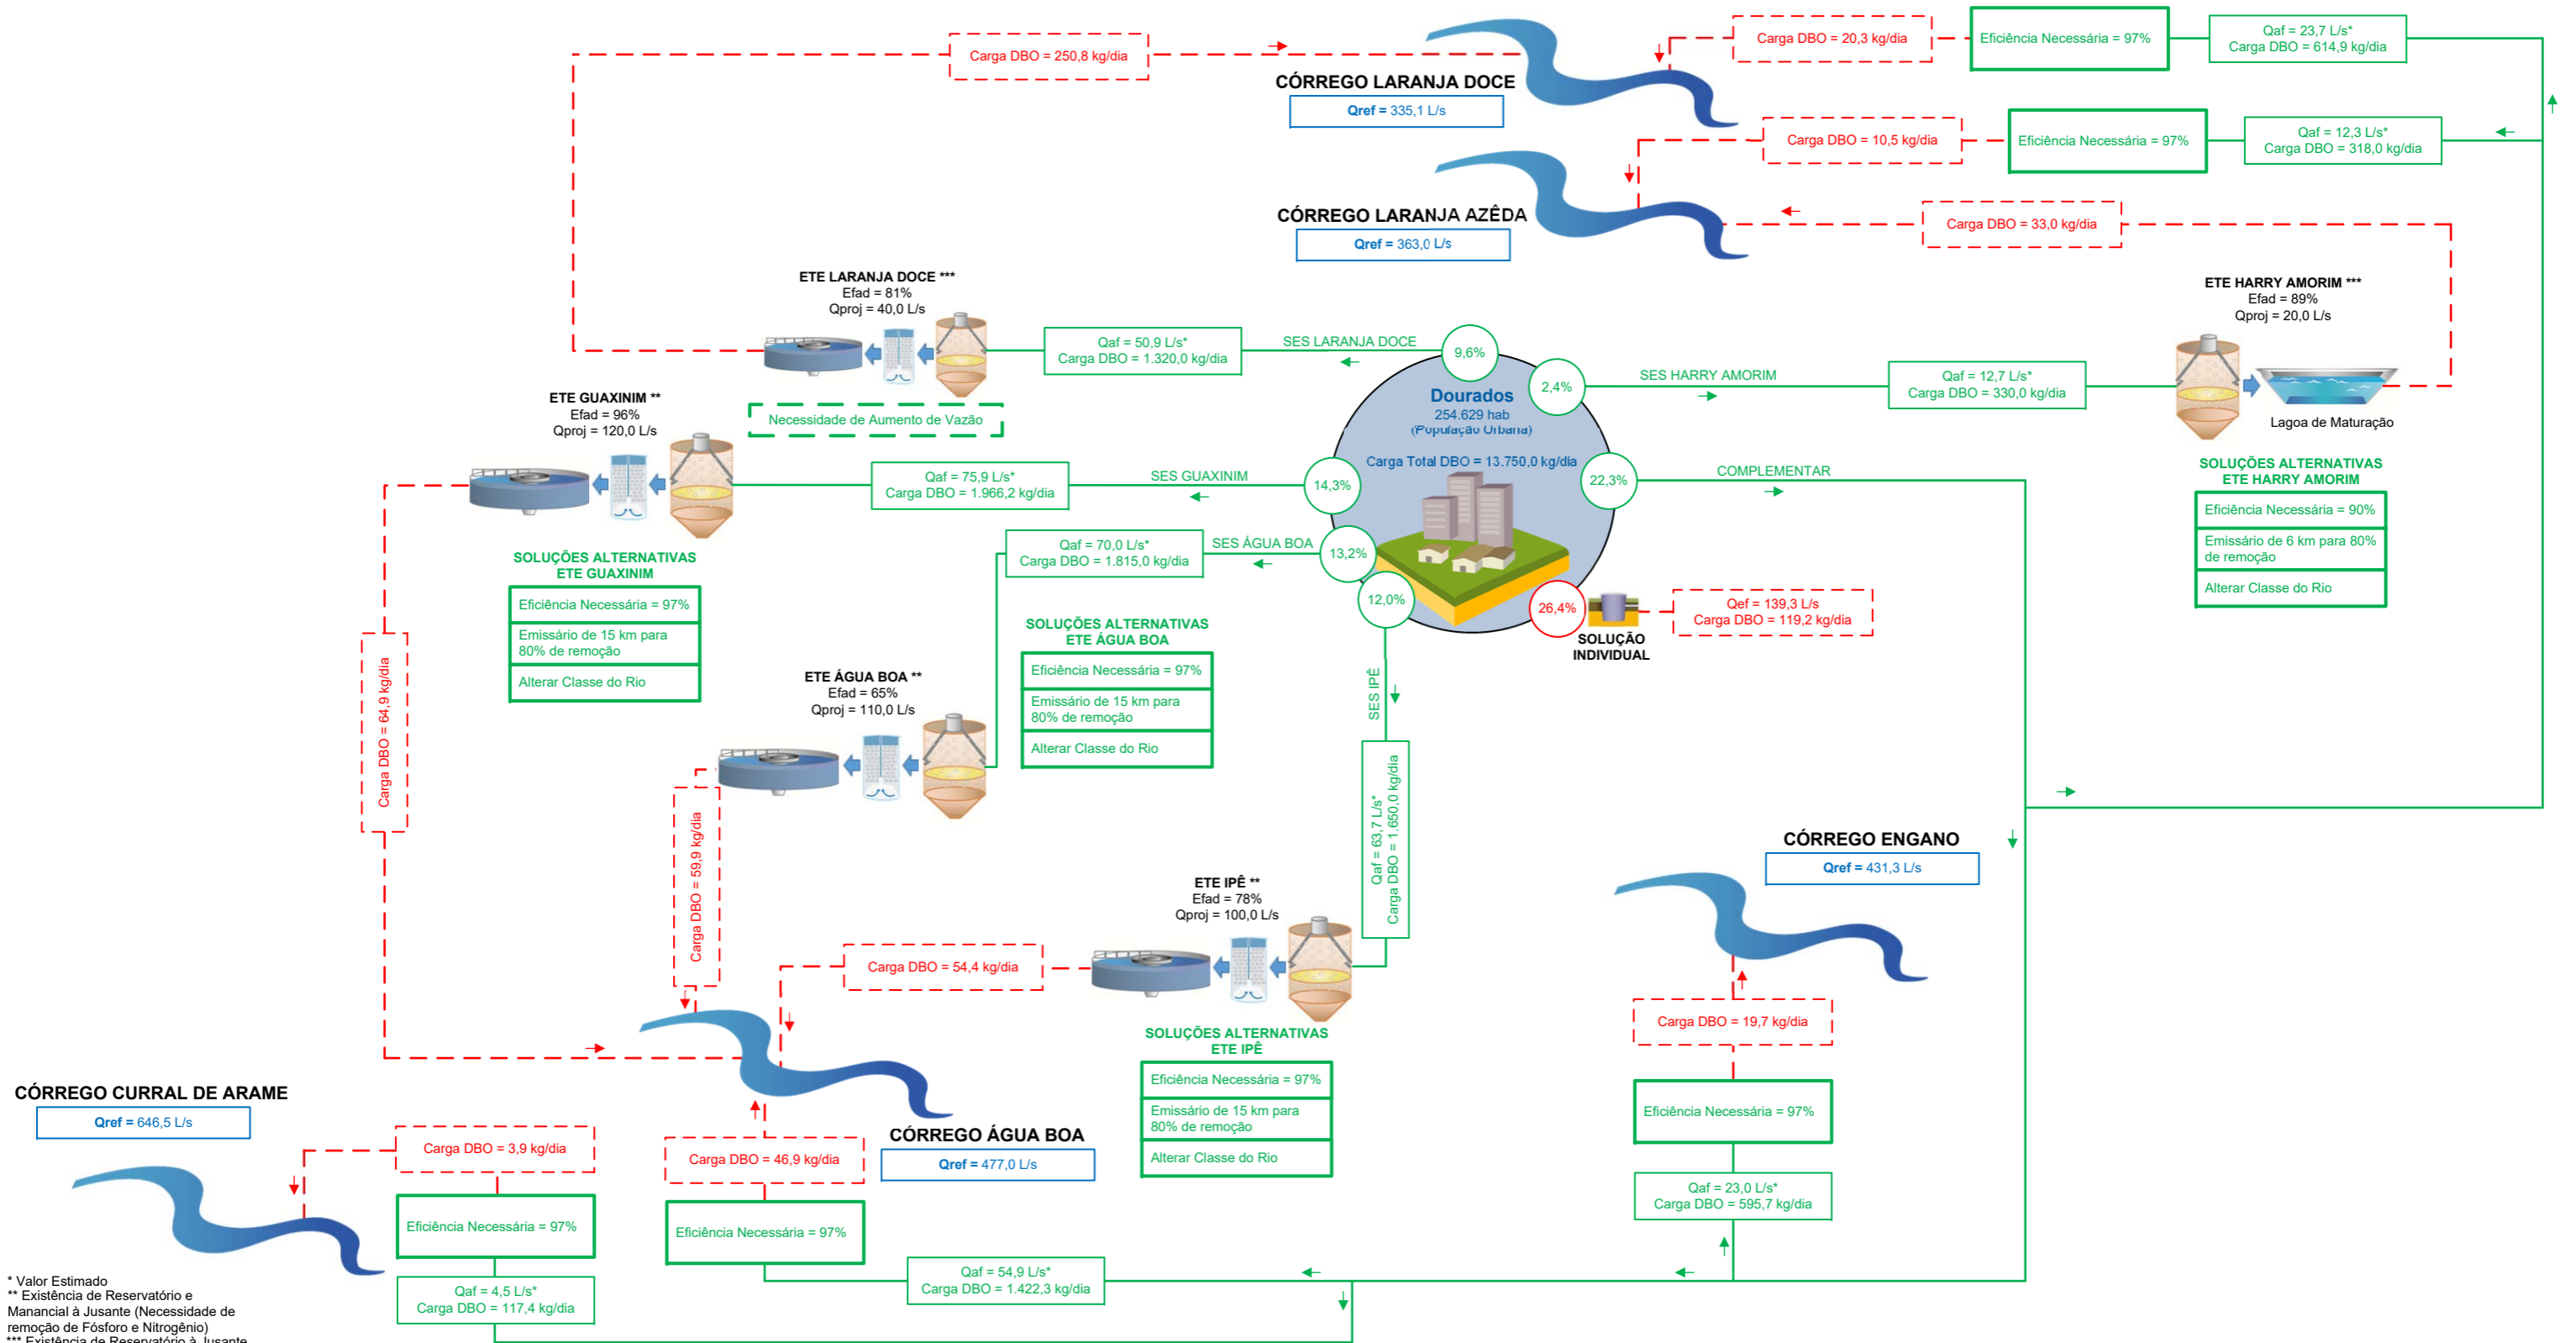 Carga DBO = 250,8 kg/dia
CÓRREGO LARANJA DOCE
Qref = 335,1 L/s
Carga DBO = 20,3 kg/dia
Eficiência Necessária = 97%
Qaf = 23,7 L/s*
Carga DBO = 614,9 kg/dia
Carga DBO = 10,5 kg/dia
Eficiência Necessária = 97%
Qaf = 12,3 L/s*
Carga DBO = 318,0 kg/dia
CÓRREGO LARANJA AZÊDA
Qref = 363,0 L/s
Carga DBO = 33,0 kg/dia
ETE LARANJA DOCE ***
Efad = 81%
Qproj = 40,0 L/s
Necessidade de Aumento de Vazão
Qaf = 50,9 L/s*
Carga DBO = 1.320,0 kg/dia
SES LARANJA DOCE
9,6%
2,4%
SES HARRY AMORIM
Qaf = 12,7 L/s*
Carga DBO = 330,0 kg/dia
ETE HARRY AMORIM ***
Efad = 89%
Qproj = 20,0 L/s
Lagoa de Maturação
SOLUÇÕES ALTERNATIVAS
ETE HARRY AMORIM
Eficiência Necessária = 90%
Emissário de 6 km para 80%
de remoção
Alterar Classe do Rio
Dourados
254.629 hab
(População Urbana)
Carga Total DBO = 13.750,0 kg/dia
22,3%
COMPLEMENTAR
ETE GUAXINIM **
Efad = 96%
Qproj = 120,0 L/s
Qaf = 75,9 L/s*
Carga DBO = 1.966,2 kg/dia
SES GUAXINIM
14,3%
SOLUÇÕES ALTERNATIVAS
ETE GUAXINIM
Eficiência Necessária = 97%
Emissário de 15 km para
80% de remoção
Alterar Classe do Rio
Carga DBO = 64,9 kg/dia
Qaf = 70,0 L/s*
Carga DBO = 1.815,0 kg/dia
SES ÁGUA BOA
13,2%
12,0%
26,4%
SOLUÇÃO
INDIVIDUAL
Qef = 139,3 L/s
Carga DBO = 119,2 kg/dia
SOLUÇÕES ALTERNATIVAS
ETE ÁGUA BOA
Eficiência Necessária = 97%
Emissário de 15 km para
80% de remoção
Alterar Classe do Rio
ETE ÁGUA BOA **
Efad = 65%
Qproj = 110,0 L/s
Carga DBO = 59,9 kg/dia
SES IPÊ
Qaf = 63,7 L/s*
Carga DBO = 1.650,0 kg/dia
ETE IPÊ **
Efad = 78%
Qproj = 100,0 L/s
Carga DBO = 54,4 kg/dia
SOLUÇÕES ALTERNATIVAS
ETE IPÊ
Eficiência Necessária = 97%
Emissário de 15 km para
80% de remoção
Alterar Classe do Rio
CÓRREGO ENGANO
Qref = 431,3 L/s
Carga DBO = 19,7 kg/dia
Eficiência Necessária = 97%
Qaf = 23,0 L/s*
Carga DBO = 595,7 kg/dia
CÓRREGO CURRAL DE ARAME
Qref = 646,5 L/s
Carga DBO = 3,9 kg/dia
Eficiência Necessária = 97%
Qaf = 4,5 L/s*
Carga DBO = 117,4 kg/dia
CÓRREGO ÁGUA BOA
Qref = 477,0 L/s
Carga DBO = 46,9 kg/dia
Eficiência Necessária = 97%
Qaf = 54,9 L/s*
Carga DBO = 1.422,3 kg/dia
* Valor Estimado
** Existência de Reservatório e
Manancial à Jusante (Necessidade de
remoção de Fósforo e Nitrogênio)
*** Existência de Reservatório à Jusante